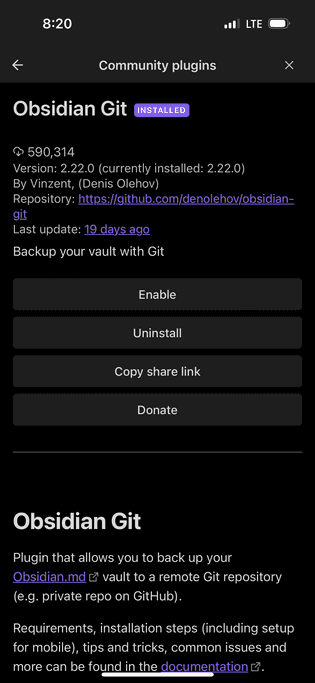 8:20
LTE
Community plugins
Obsidian Git INSTALLED
590,314
Version: 2.22.0 (currently installed: 2.22.0)
By Vinzent, (Denis Olehov)
Repository: https://github.com/denolehov/obsidian-
git
Last update: 19 days ago
Backup your vault with Git
Enable
Uninstall
Copy share link
Donate
Obsidian Git
Plugin that allows you to back up your
Obsidian.md vault to a remote Git repository
(e.g. private repo on GitHub).
Requirements, installation steps (including setup
for mobile), tips and tricks, common issues and
more can be found in the documentation.